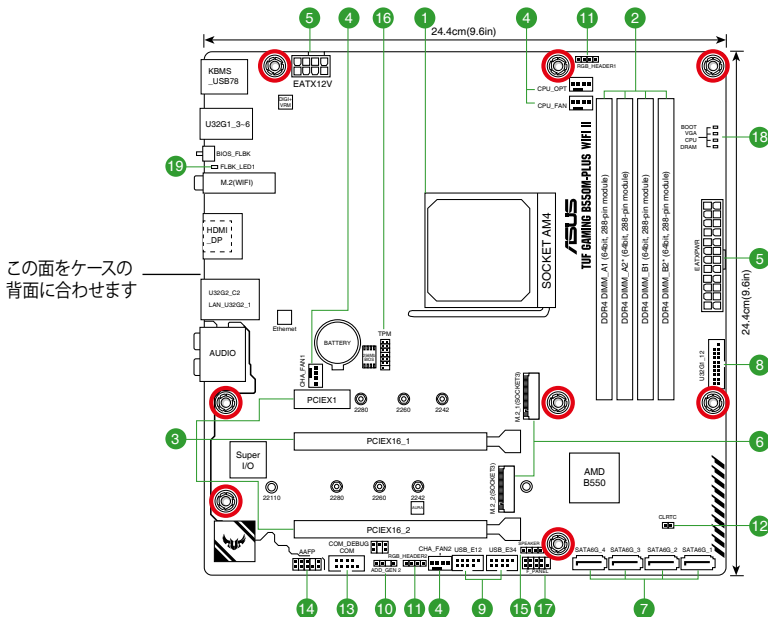 5
4
16
1
4
2
11
24.4cm(9.6in)
KBMS
_USB78
EATX12V
DIGI+
VRM
RGB_HEADER1
CPU_OPT
CPU_FAN
U32G1_3~6
BIOS_FLBK
19
FLBK_LED1
M.2(WIFI)
BOOT
VGA
CPU
DRAM
18
HDMI
_DP
SOCKET AM4
ASUS
TUF GAMING B550M-PLUS WIFI II
DDR4 DIMM_A1 (64bit, 288-pin module)
DDR4 DIMM_A2* (64bit, 288-pin module)
DDR4 DIMM_B1 (64bit, 288-pin module)
DDR4 DIMM_B2* (64bit, 288-pin module)
EATXPWR
5
24.4cm(9.6in)
この面をケースの
背面に合わせます
U32G2_C2
LAN_U32G2_1
Ethernet
AUDIO
BATTERY
TPM
CHA_FAN1
U32G1_12
8
PCIEX1
2280
2260
2242
M.2_1(SOCKET3)
3
PCIEX16_1
6
Super
I/O
22110
2280
2260
2242
AURA
M.2_2(SOCKET3)
AMD
B550
CLRTC
12
PCIEX16_2
AAFP
COM_DEBUG
COM
RGB_HEADER2
ADD_GEN 2
CHA_FAN2
USB_E12
USB_E34
SPEAKER
F_PANEL
SATA6G_4
SATA6G_3
SATA6G_2
SATA6G_1
14
13
10
11
4
9
15
17
7